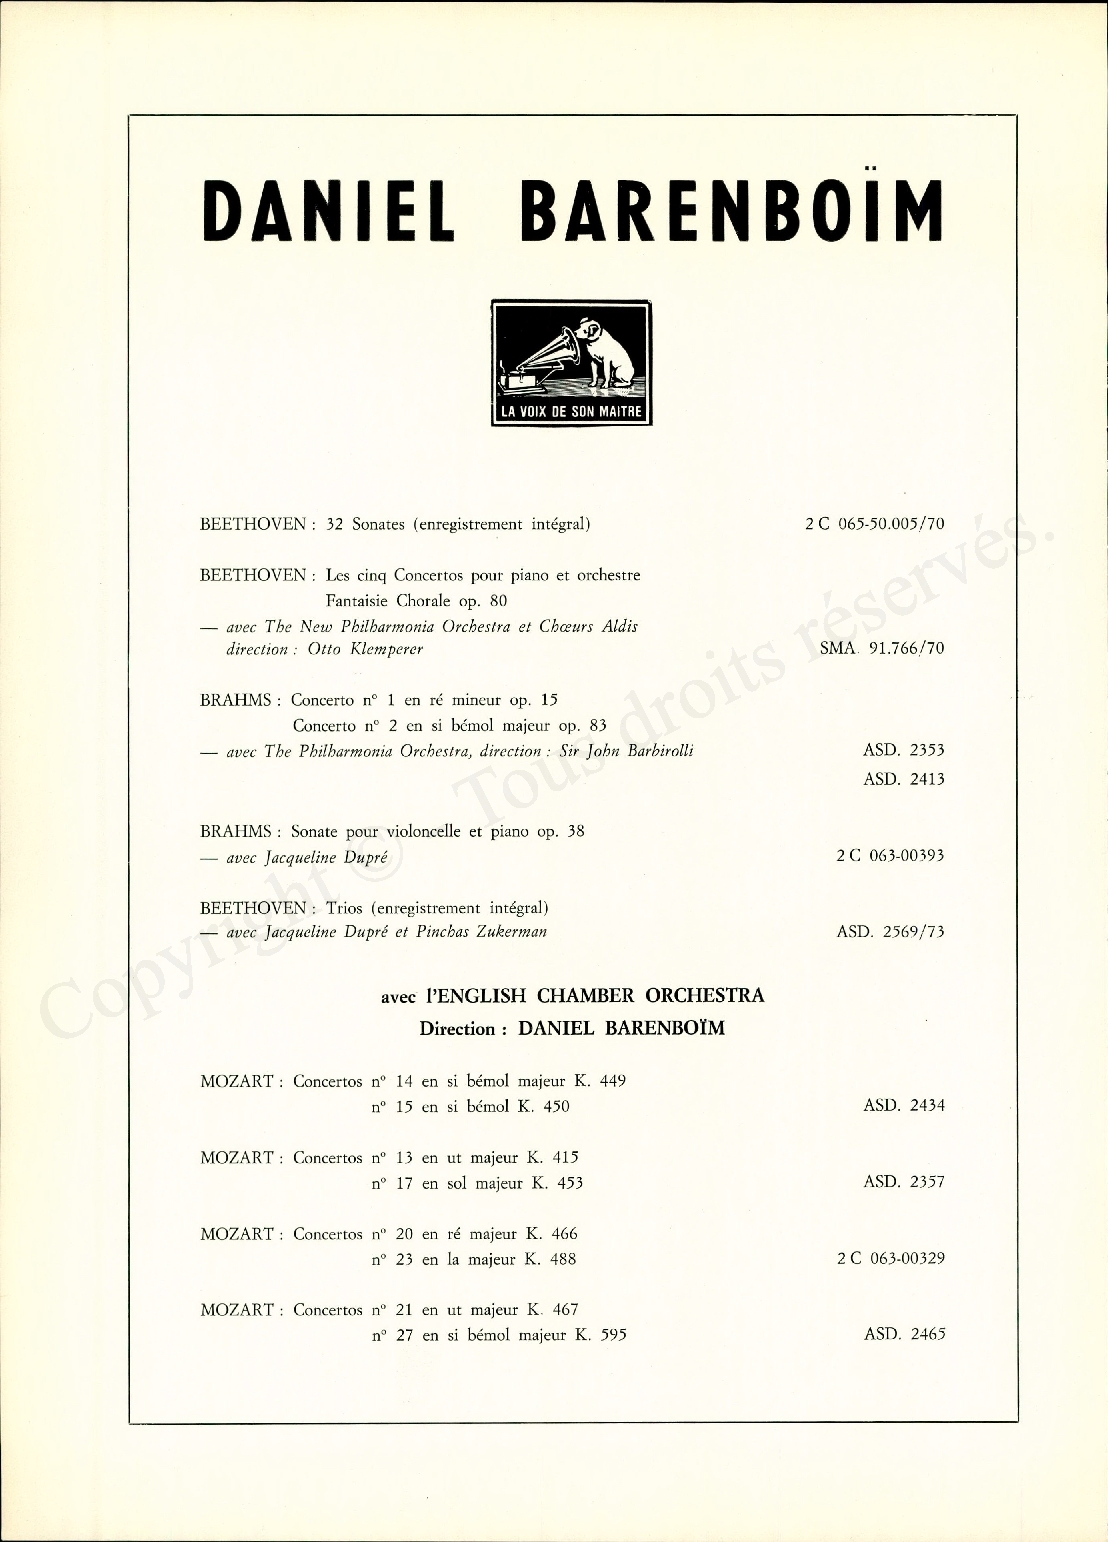 DANIEL BARENBOÏM
LA VOIX DE SON MAITRE
BEETHOVEN : 32 Sonates (enregistrement intégral) 2 C 065-50.005/70
BEETHOVEN : Les cinq Concertos pour piano et orchestre
Fantaisie Chorale op. 80
— avec The New Philharmonia Orchestra et Chœurs Aldis
direction : Otto Klemperer SMA. 91.766/70
BRAHMS : Concerto n° 1 en ré mineur op. 15
Concerto n° 2 en si bémol majeur op. 83
— avec The Philharmonia Orchestra, direction : Sir John Barbirolli ASD. 2353
ASD. 2413
BRAHMS : Sonate pour violoncelle et piano op. 38
— avec Jacqueline Dupré 2 C 063-00393
BEETHOVEN : Trios (enregistrement intégral)
— avec Jacqueline Dupré et Pinchas Zukerman ASD. 2569/73
avec l'ENGLISH CHAMBER ORCHESTRA
Direction : DANIEL BARENBOÏM
MOZART : Concertos n° 14 en si bémol majeur K. 449
n° 15 en si bémol K. 450 ASD. 2434
MOZART : Concertos n° 13 en ut majeur K. 415
n° 17 en sol majeur K. 453 ASD. 2357
MOZART : Concertos n° 20 en ré majeur K. 466
n° 23 en la majeur K. 488 2 C 063-00329
MOZART : Concertos n° 21 en ut majeur K. 467
n° 27 en si bémol majeur K. 595 ASD. 2465
Copyright © Tous droits réservés.